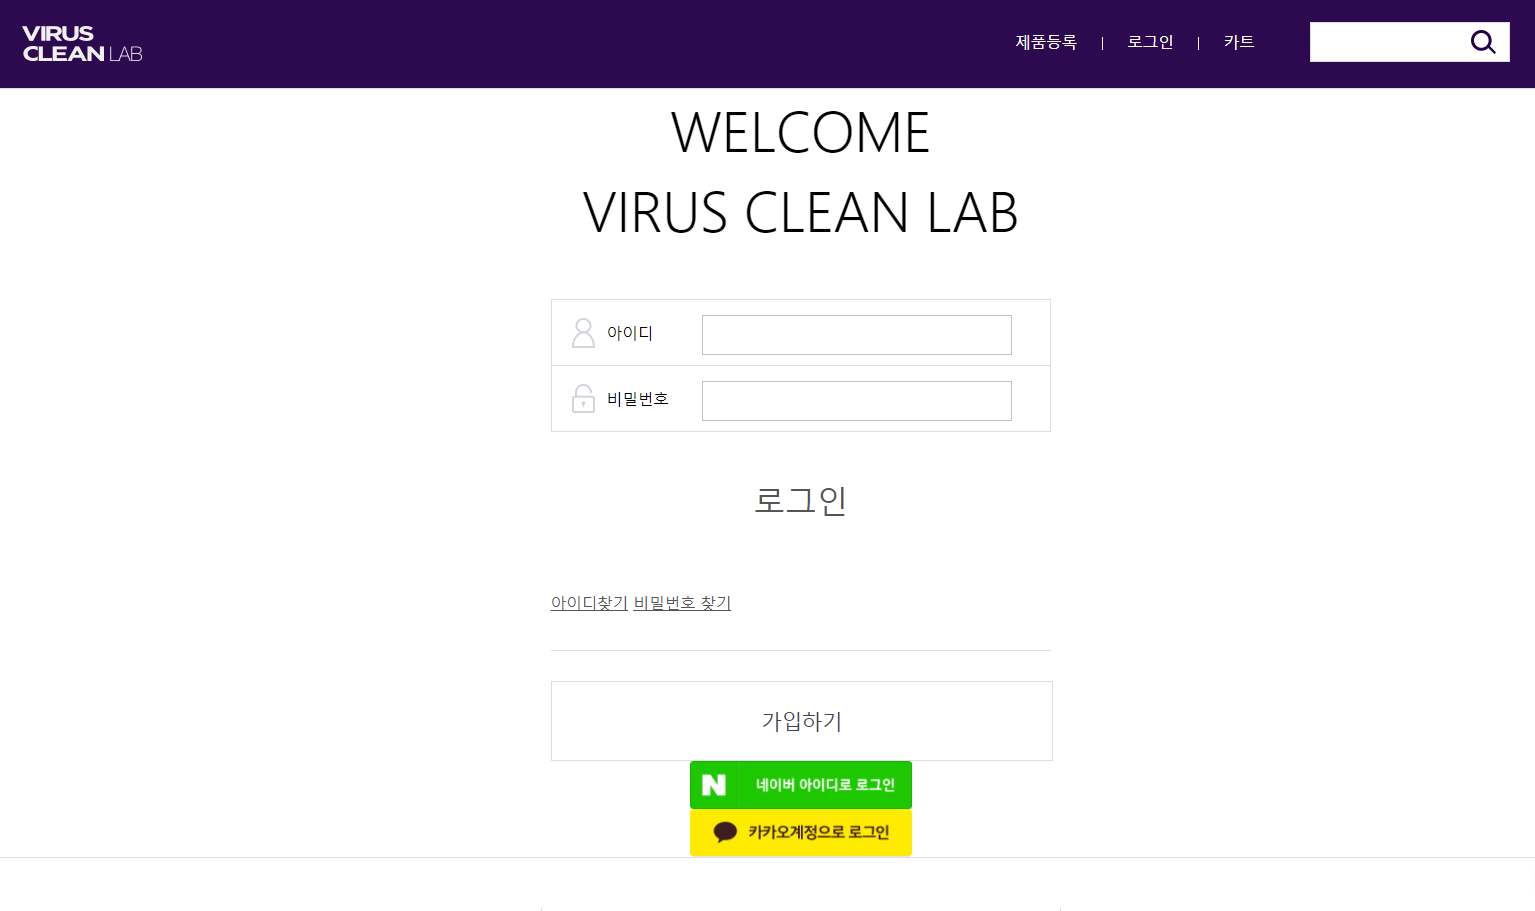 VIRUS
CLEAN LAB
제품등록 | 로그인 | 카트
WELCOME
VIRUS CLEAN LAB
아이디
비밀번호
로그인
아이디찾기 비밀번호 찾기
가입하기
N 네이버 아이디로 로그인
카카오계정으로 로그인